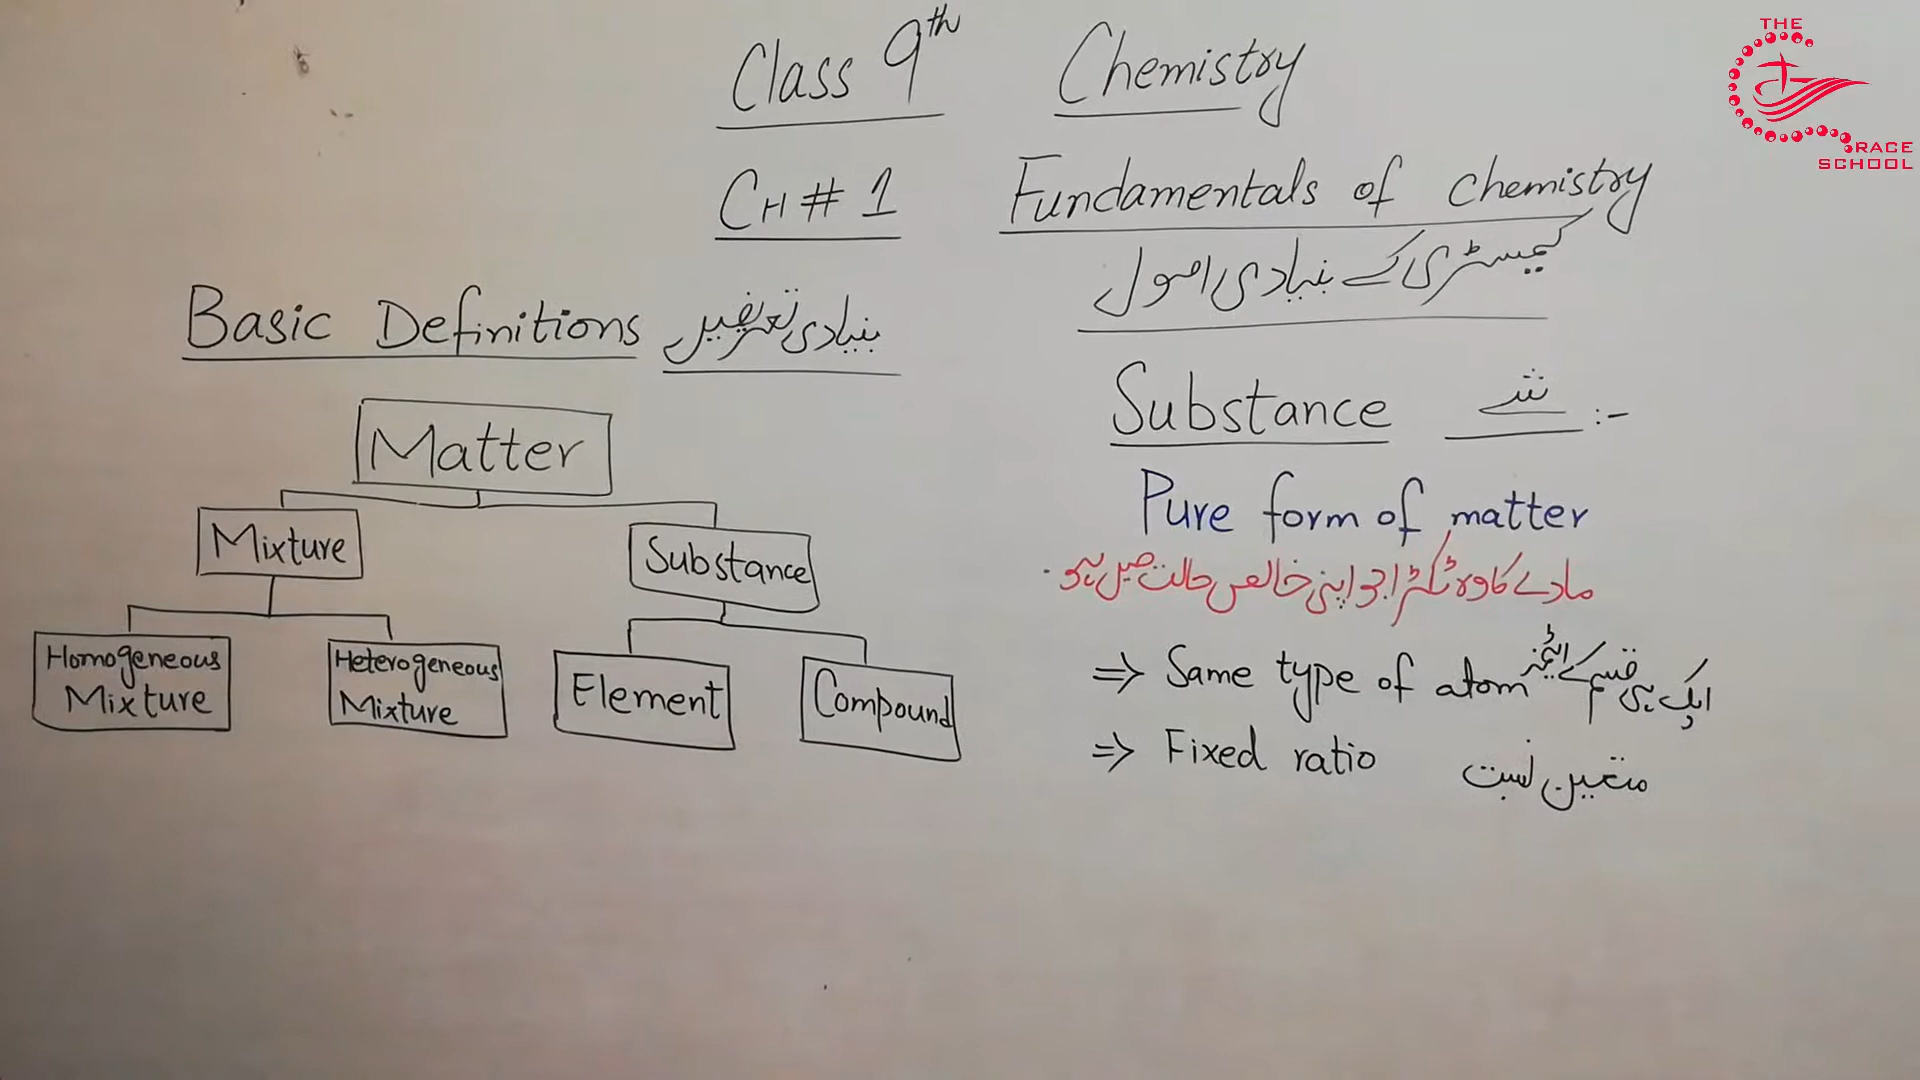 Class 9th Chemistry
CH # 1 Fundamentals of Chemistry
کیمسٹری کے بنیادی اصول
Basic Definitions بنیادی تعریفیں
Matter
Mixture
Substance
Homogeneous
Mixture
Heterogeneous
Mixture
Element
Compound
Substance شے :-
Pure form of matter
مادے کا وہ ٹکڑا جو اپنی خالص حالت میں ہو۔
⇒ Same type of atom ایک ہی قسم کے ایٹمز
⇒ Fixed ratio متعین نسبت
THE
GRACE
SCHOOL